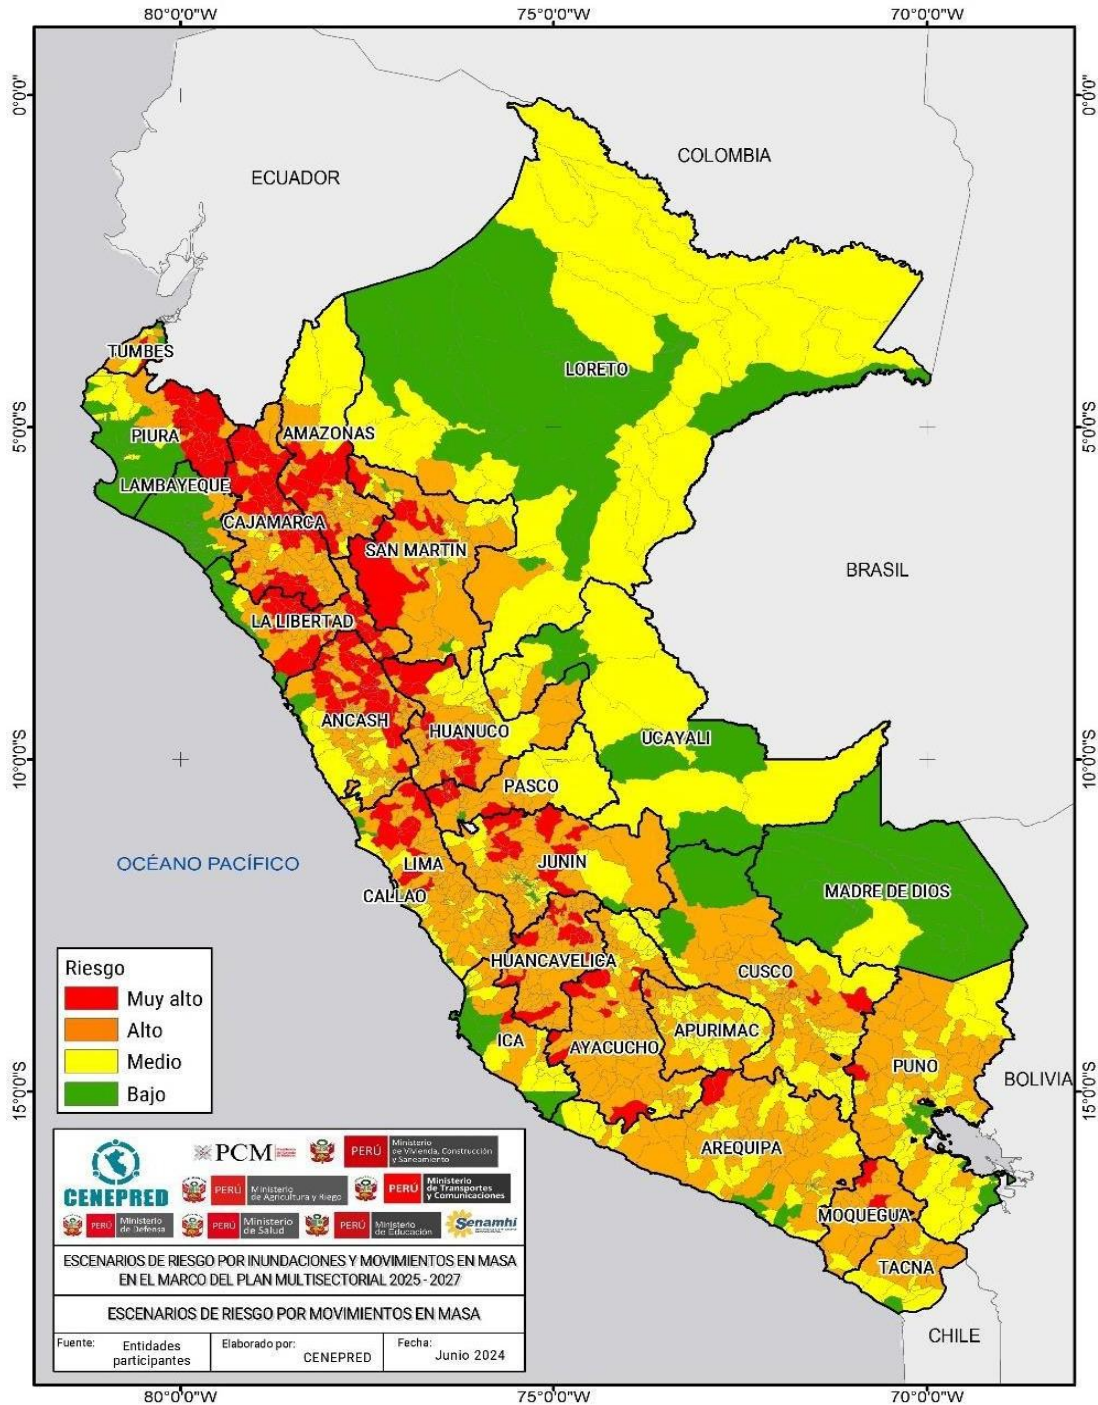 80°0'0"W 75°0'0"W 70°0'0"W
0°0'0"
0°0'0"
COLOMBIA
ECUADOR
TUMBES
LORETO
5°0'0"S
5°0'0"S
PIURA
AMAZONAS
LAMBAYEQUE
CAJAMARCA
SAN MARTIN
BRASIL
LA LIBERTAD
ANCASH
HUANUCO
UCAYALI
10°0'0"S
10°0'0"S
PASCO
OCÉANO PACÍFICO
LIMA
JUNIN
CALLAO
MADRE DE DIOS
HUANCAVELICA
CUSCO
ICA
AYACUCHO
APURIMAC
PUNO
BOLIVIA
15°0'0"S
15°0'0"S
AREQUIPA
MOQUEGUA
TACNA
CHILE
Riesgo
Muy alto
Alto
Medio
Bajo
CENEPRED
PCM
PERÚ Ministerio de Vivienda, Construcción y Saneamiento
PERÚ Ministerio de Agricultura y Riego
PERÚ Ministerio de Transportes y Comunicaciones
PERÚ Ministerio de Defensa
PERÚ Ministerio de Salud
PERÚ Ministerio de Educación
Senamhi
ESCENARIOS DE RIESGO POR INUNDACIONES Y MOVIMIENTOS EN MASA
EN EL MARCO DEL PLAN MULTISECTORIAL 2025 - 2027
ESCENARIOS DE RIESGO POR MOVIMIENTOS EN MASA
Fuente: Entidades participantes
Elaborado por: CENEPRED
Fecha: Junio 2024
80°0'0"W 75°0'0"W 70°0'0"W